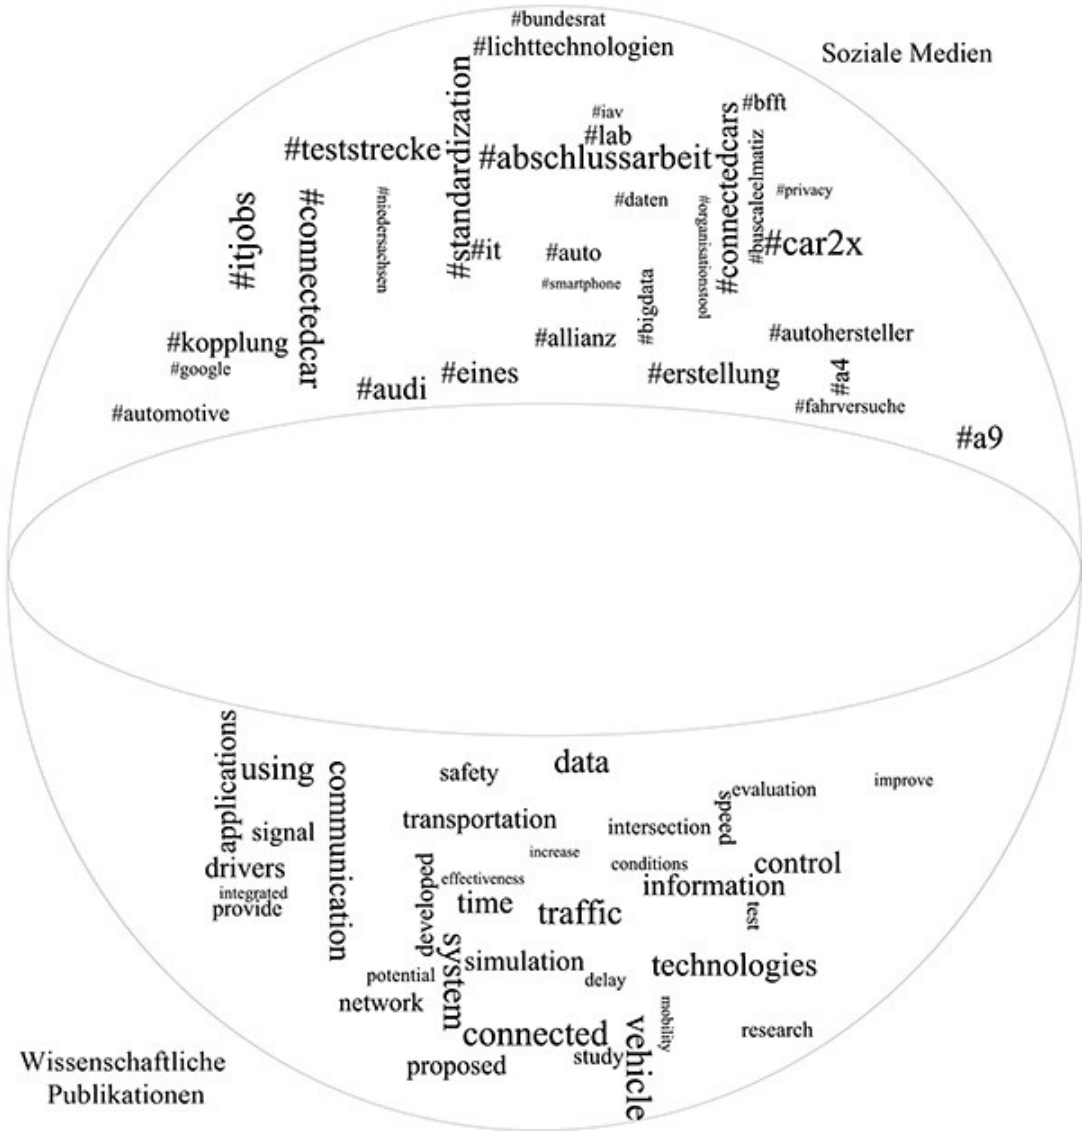 #bundesrat
#lichttechnologien
Soziale Medien
#standardization
#iav
#lab
#connectedcars
#bfft
#teststrecke
#abschlussarbeit
#buscaleelmatiz
#itjobs
#connectedcar
#niedersachsen
#daten
#organisationstool
#privacy
#it
#auto
#car2x
#smartphone
#bigdata
#kopplung
#allianz
#autohersteller
#google
#audi
#eines
#erstellung
#a4
#automotive
#fahrversuche
#a9
applications
using
communication
safety
data
speed
evaluation
improve
signal
transportation
intersection
drivers
increase
conditions
control
integrated
developed
effectiveness
information
provide
time
traffic
test
system
simulation
technologies
potential
delay
network
mobility
connected
vehicle
research
proposed
study
Wissenschaftliche
Publikationen